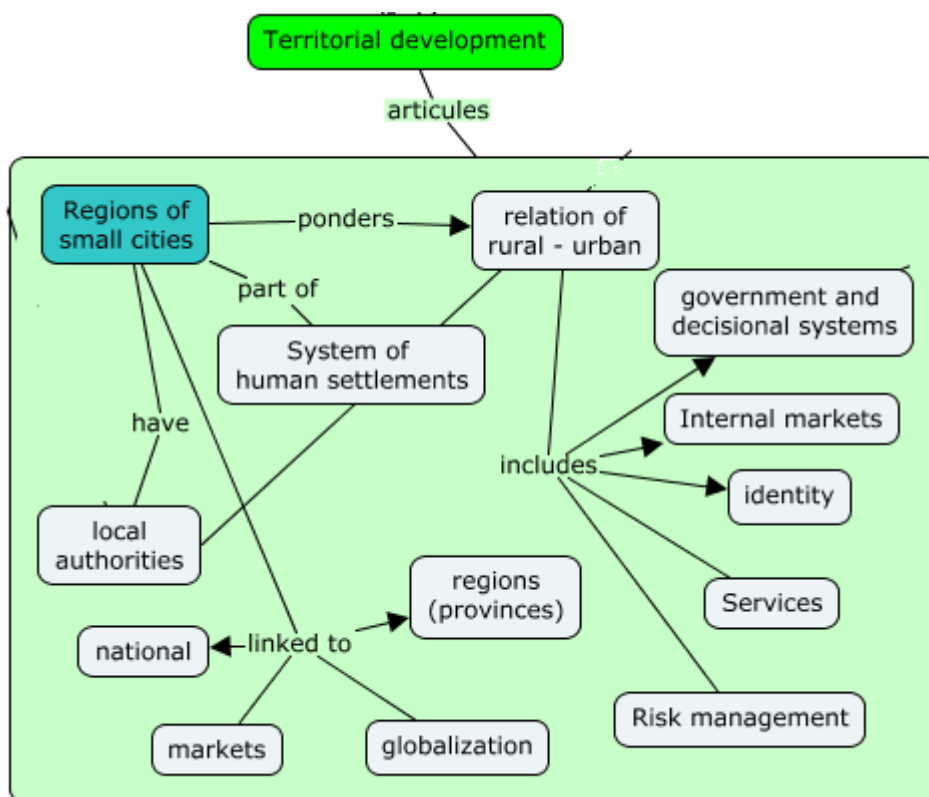 Territorial development
articules
Regions of
small cities
ponders
relation of
rural - urban
part of
government and
decisional systems
System of
human settlements
Internal markets
have
includes
identity
local
authorities
regions
(provinces)
Services
national
linked to
Risk management
markets
globalization